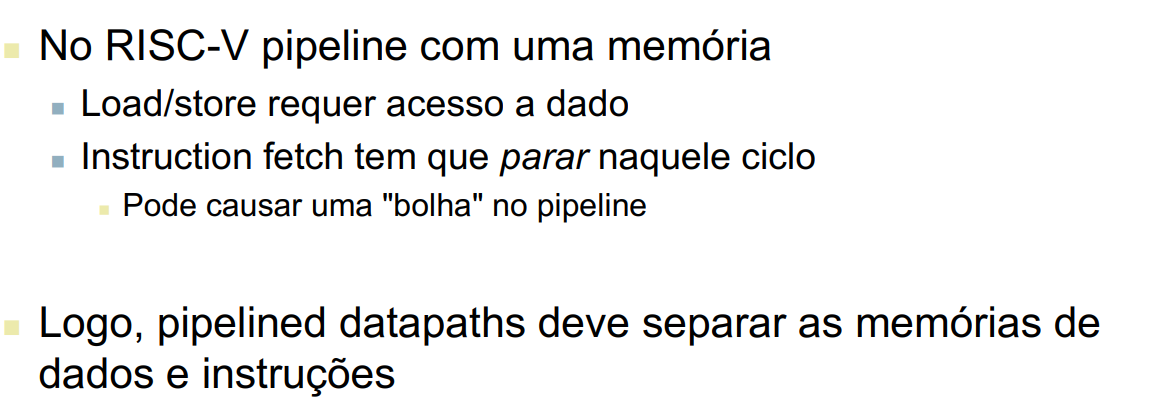 No RISC-V pipeline com uma memória
Load/store requer acesso a dado
Instruction fetch tem que parar naquele ciclo
Pode causar uma "bolha" no pipeline
Logo, pipelined datapaths deve separar as memórias de
dados e instruções